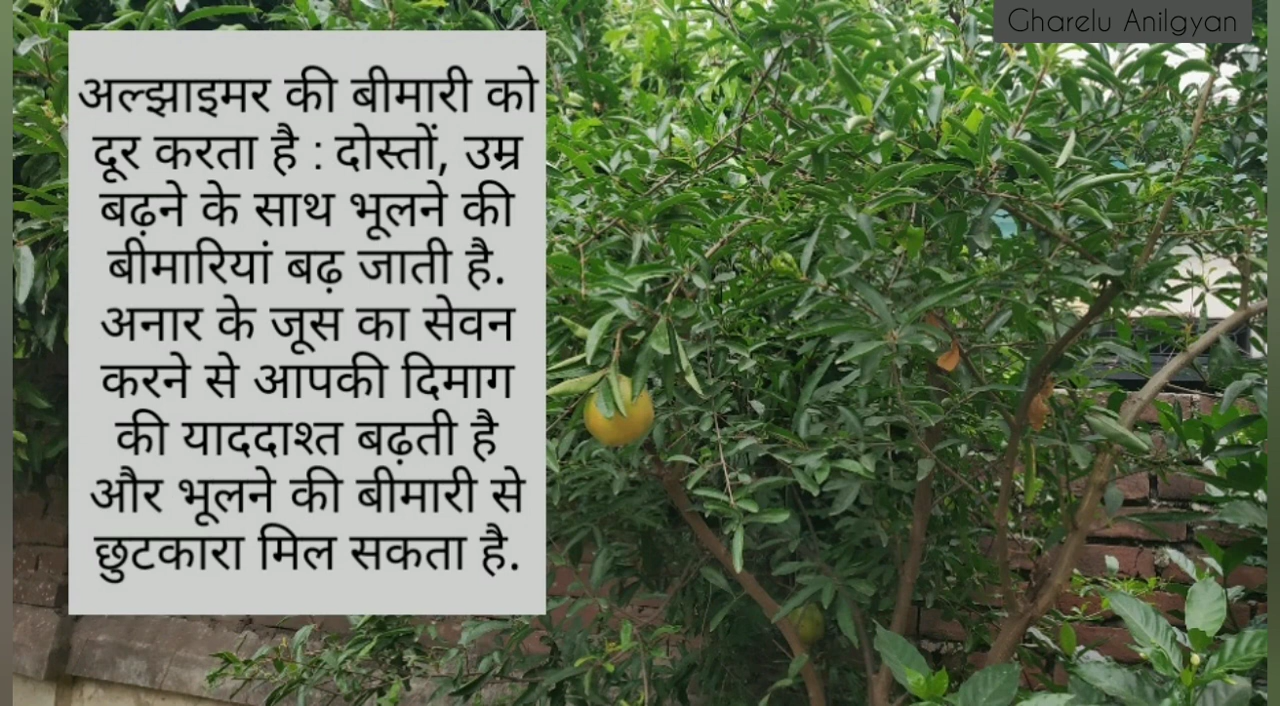 Gharelu Anilgyan
अल्झाइमर की बीमारी को
दूर करता है : दोस्तों, उम्र
बढ़ने के साथ भूलने की
बीमारियां बढ़ जाती है.
अनार के जूस का सेवन
करने से आपकी दिमाग
की याददाश्त बढ़ती है
और भूलने की बीमारी से
छुटकारा मिल सकता है.